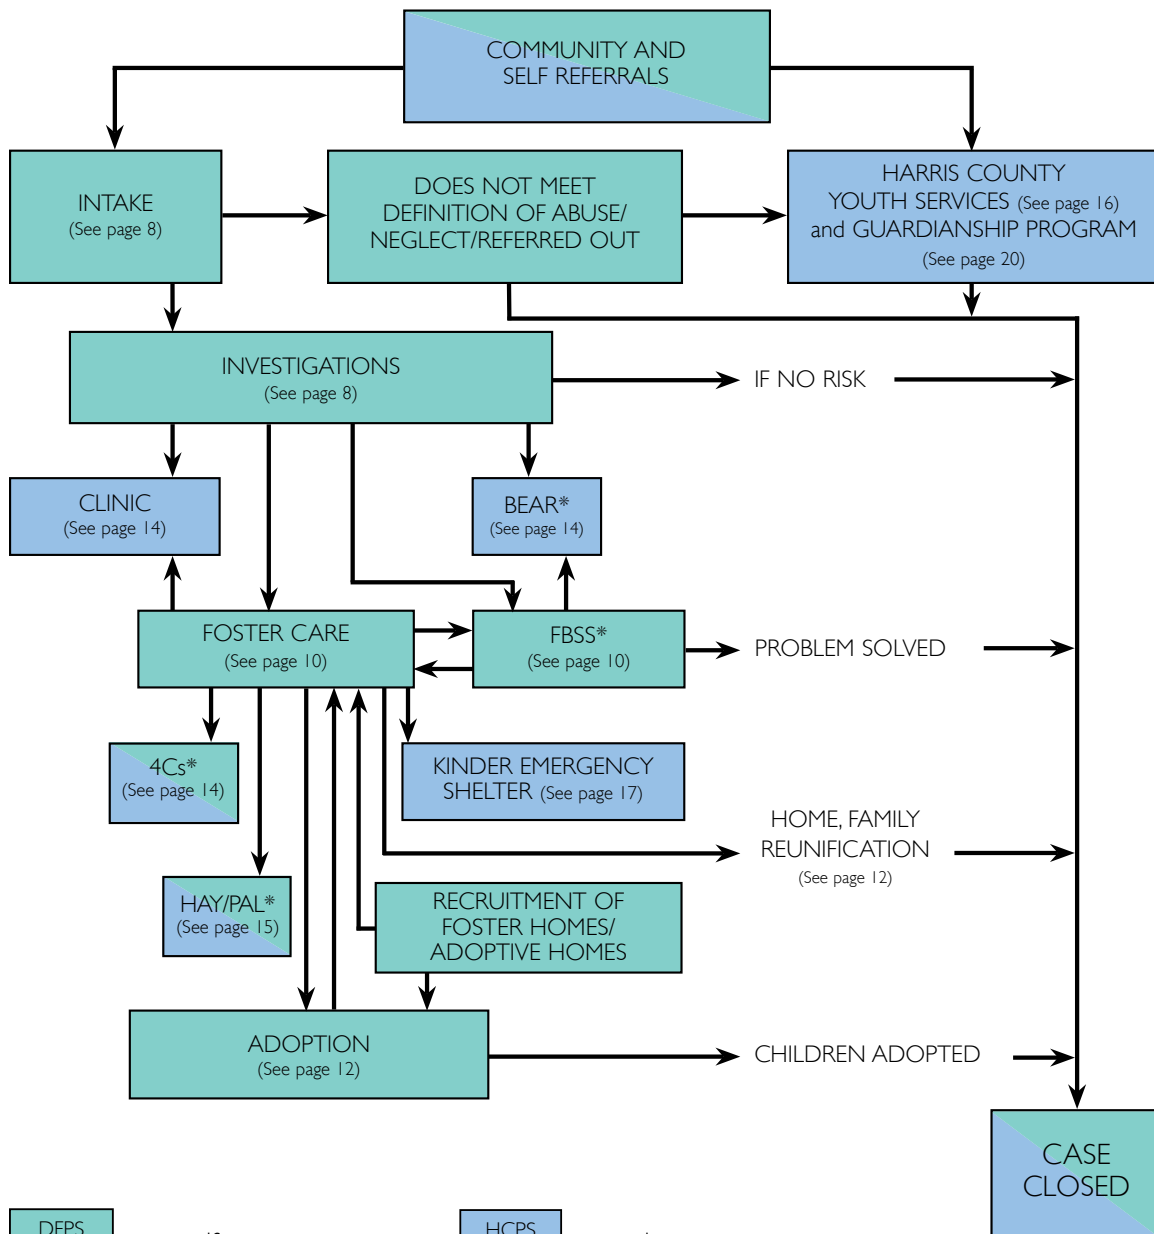 COMMUNITY AND
SELF REFERRALS
INTAKE
(See page 8)
DOES NOT MEET
DEFINITION OF ABUSE/
NEGLECT/REFERRED OUT
HARRIS COUNTY
YOUTH SERVICES (See page 16)
and GUARDIANSHIP PROGRAM
(See page 20)
INVESTIGATIONS
(See page 8)
IF NO RISK
CLINIC
(See page 14)
BEAR*
(See page 14)
FOSTER CARE
(See page 10)
FBSS*
(See page 10)
PROBLEM SOLVED
4Cs*
(See page 14)
KINDER EMERGENCY
SHELTER (See page 17)
HOME, FAMILY
REUNIFICATION
(See page 12)
HAY/PAL*
(See page 15)
RECRUITMENT OF
FOSTER HOMES/
ADOPTIVE HOMES
ADOPTION
(See page 12)
CHILDREN ADOPTED
CASE
CLOSED
DFPS
HCPS